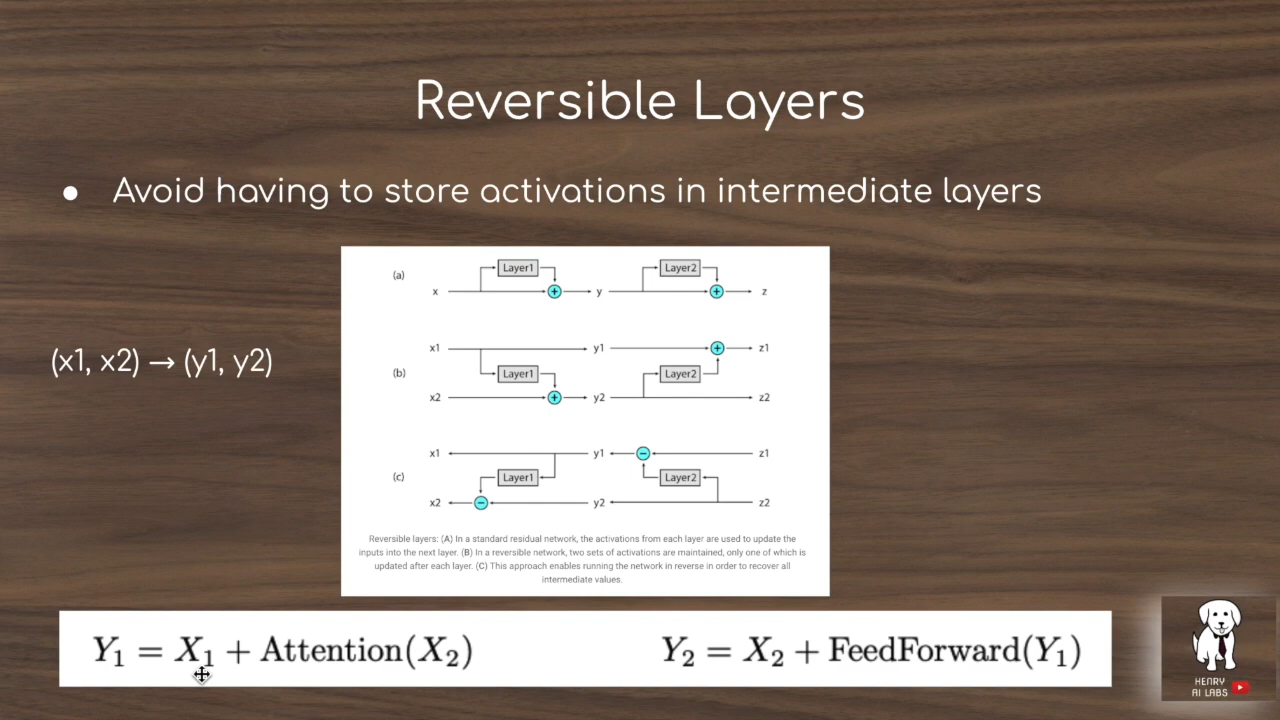 Reversible Layers
● Avoid having to store activations in intermediate layers
(x1, x2) → (y1, y2)
(a)
Layer1
Layer2
x
+
y
+
z
x1
y1
+
z1
(b)
Layer1
Layer2
x2
+
y2
z2
x1
y1
−
z1
(c)
Layer1
Layer2
x2
−
y2
z2
Reversible layers: (A) In a standard residual network, the activations from each layer are used to update the
inputs into the next layer. (B) In a reversible network, two sets of activations are maintained, only one of which is
updated after each layer. (C) This approach enables running the network in reverse in order to recover all
intermediate values.
Y₁ = X₁ + Attention(X₂)
Y₂ = X₂ + FeedForward(Y₁)
HENRY
AI LABS